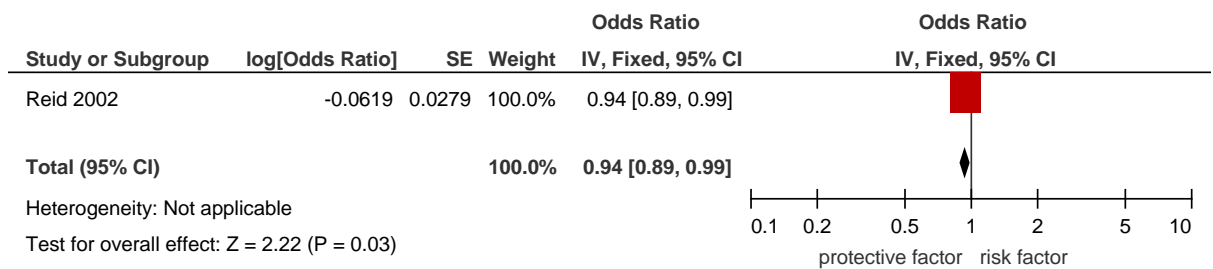 Odds Ratio Odds Ratio
Study or Subgroup log[Odds Ratio] SE Weight IV, Fixed, 95% CI IV, Fixed, 95% CI
Reid 2002 -0.0619 0.0279 100.0% 0.94 [0.89, 0.99]
Total (95% CI) 100.0% 0.94 [0.89, 0.99]
Heterogeneity: Not applicable
Test for overall effect: Z = 2.22 (P = 0.03)
0.1 0.2 0.5 1 2 5 10
protective factor risk factor